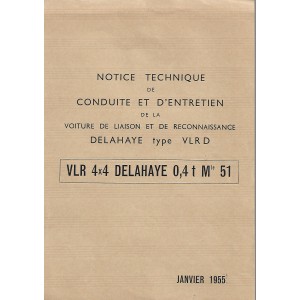 NOTICE TECHNIQUE
DE
CONDUITE ET D'ENTRETIEN
DE LA
VOITURE DE LIAISON ET DE RECONNAISSANCE
DELAHAYE type VLRD
VLR 4x4 DELAHAYE 0,4 t Mle 51
JANVIER 1955